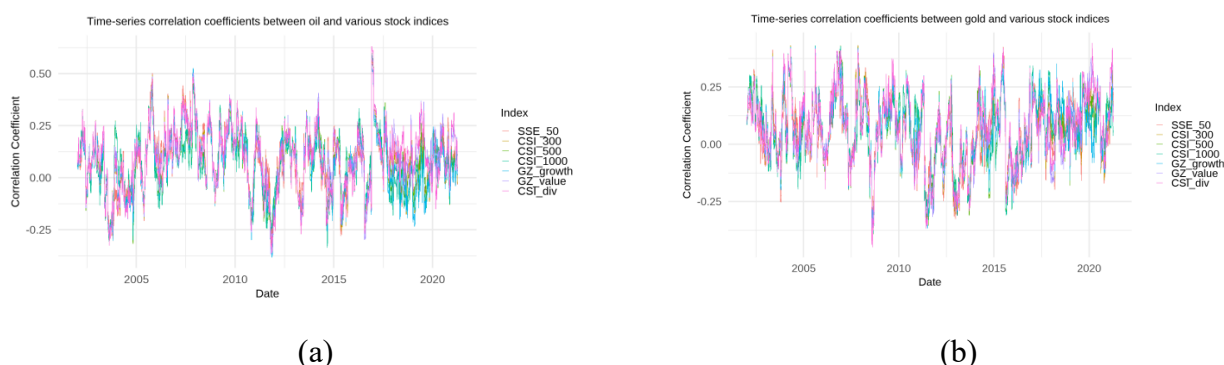 Time-series correlation coefficients between oil and various stock indices
Correlation Coefficient
0.50
0.25
0.00
-0.25
2005
2010
2015
2020
Date
Index
SSE_50
CSI_300
CSI_500
CSI_1000
GZ_growth
GZ_value
CSI_div
(a)
Time-series correlation coefficients between gold and various stock indices
Correlation Coefficient
0.25
0.00
-0.25
2005
2010
2015
2020
Date
Index
SSE_50
CSI_300
CSI_500
CSI_1000
GZ_growth
GZ_value
CSI_div
(b)